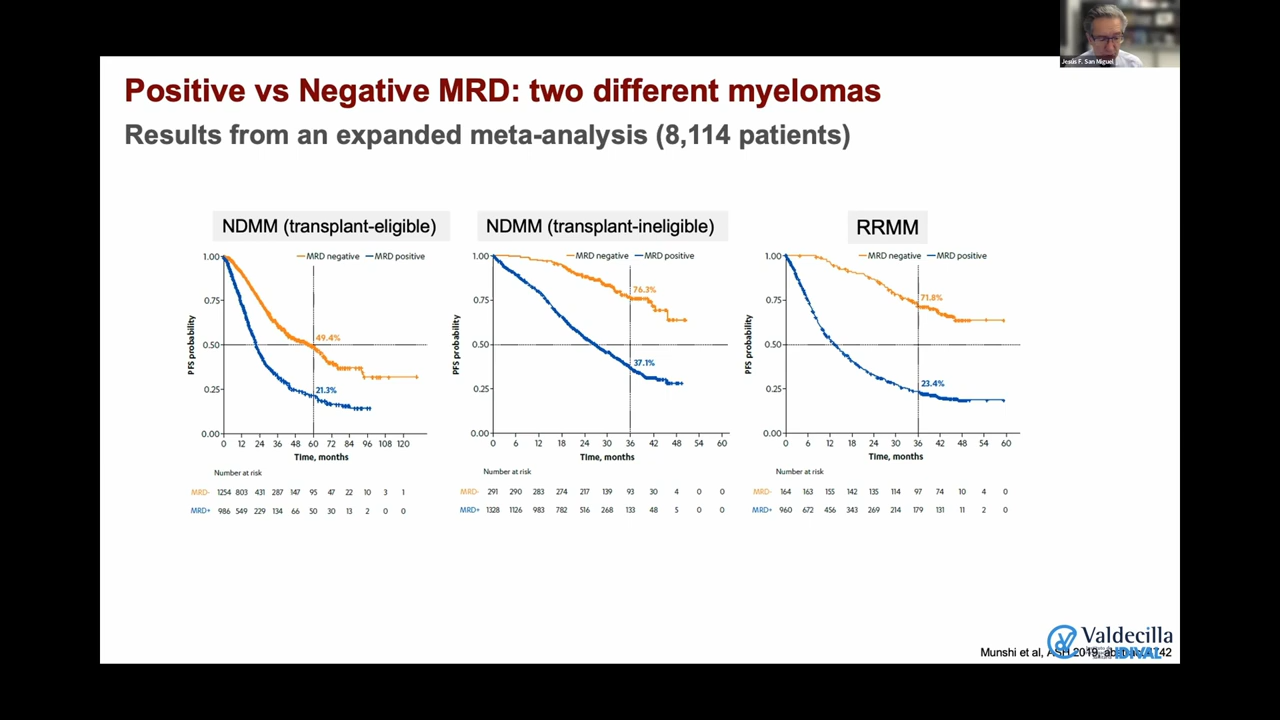 Jesús F. San Miguel
Positive vs Negative MRD: two different myelomas
Results from an expanded meta-analysis (8,114 patients)
NDMM (transplant-eligible)
MRD negative MRD positive
1.00
0.75
0.50
0.25
0.00
PFS probability
49.4%
21.3%
0 12 24 36 48 60 72 84 96 108 120
Time, months
Number at risk
MRD- 1254 803 431 287 147 95 47 22 10 3 1
MRD+ 986 549 229 134 66 50 30 13 2 0 0
NDMM (transplant-ineligible)
MRD negative MRD positive
1.00
0.75
0.50
0.25
0.00
PFS probability
76.3%
37.1%
0 6 12 18 24 30 36 42 48 54 60
Time, months
Number at risk
MRD- 291 290 283 274 217 139 93 30 4 0 0
MRD+ 1328 1126 983 782 516 268 133 48 5 0 0
RRMM
MRD negative MRD positive
1.00
0.75
0.50
0.25
0.00
PFS probability
71.8%
23.4%
0 6 12 18 24 30 36 42 48 54 60
Time, months
Number at risk
MRD- 164 163 155 142 135 114 97 74 10 4 0
MRD+ 960 672 456 343 269 214 179 131 11 2 0
Valdecilla
IDIVAL
Munshi et al, ASH 2019,